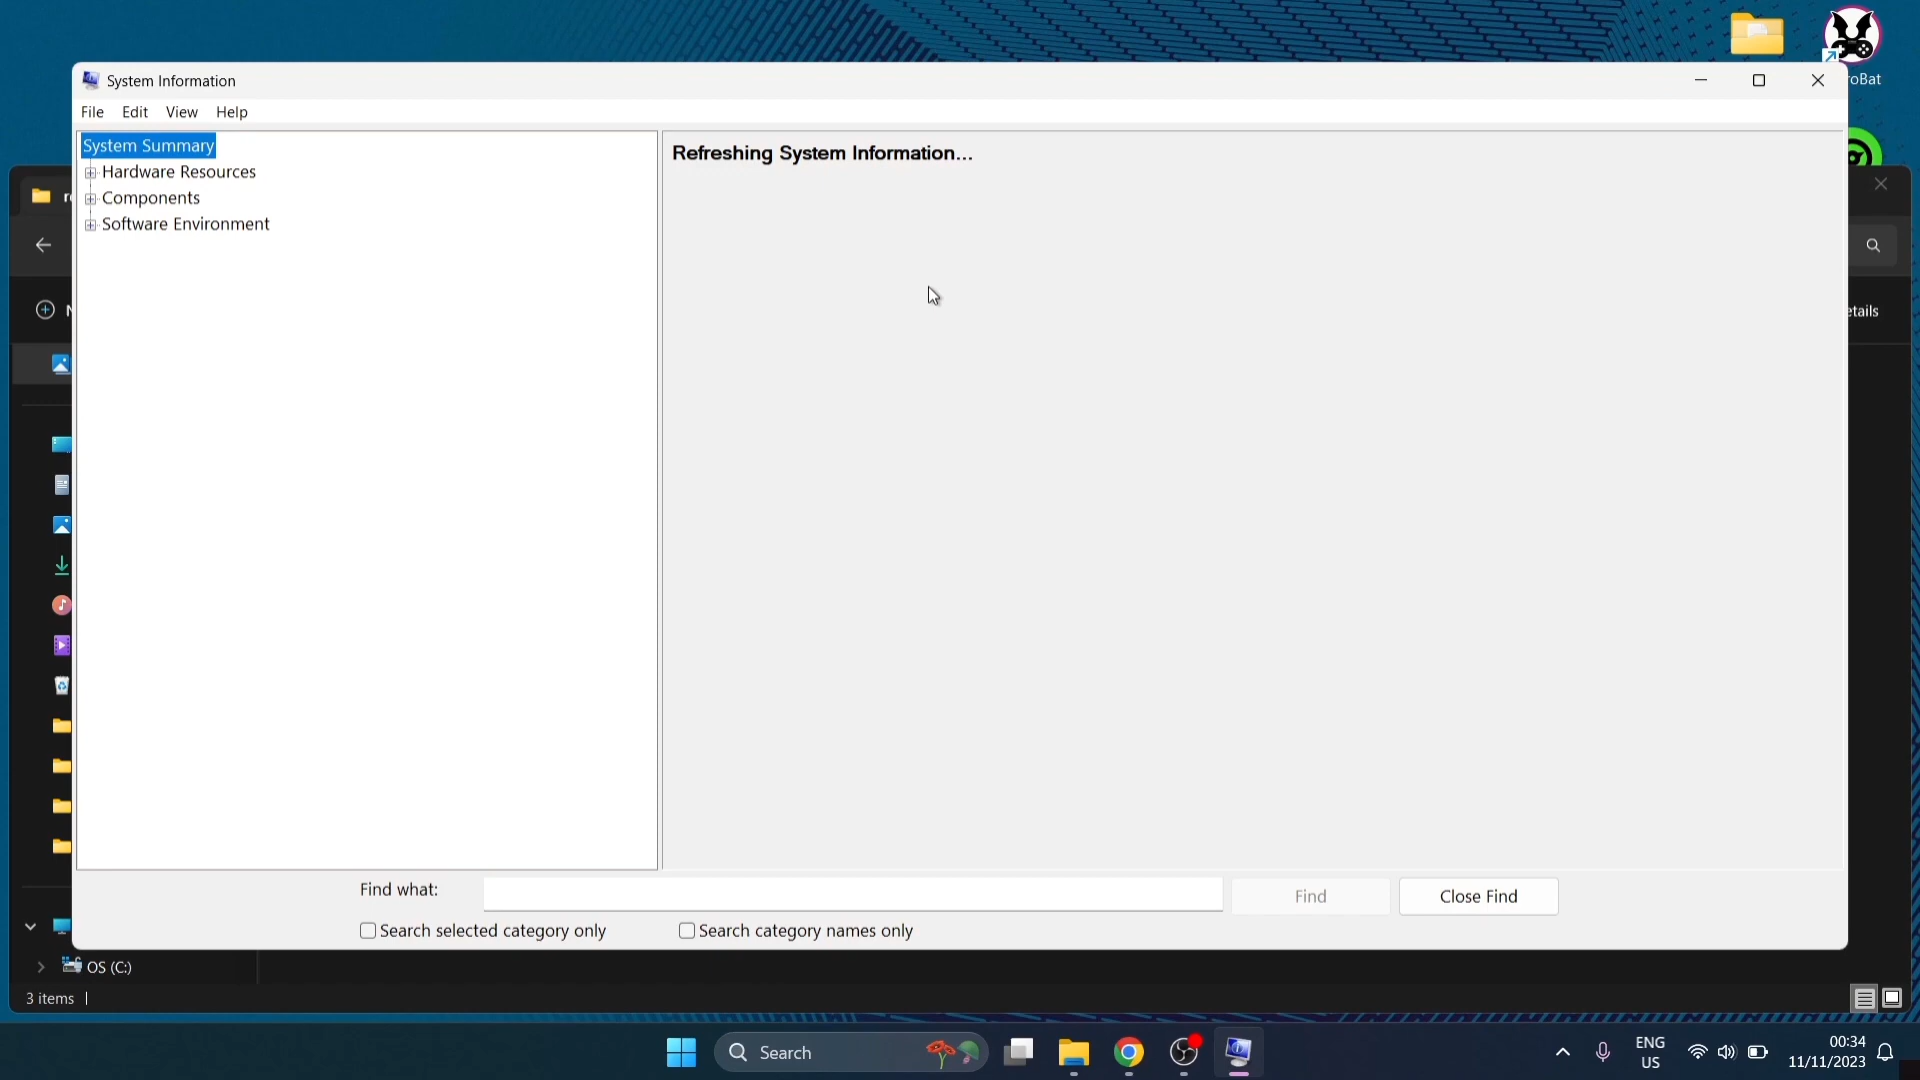 oBat
System Information
File Edit View Help
System Summary
Hardware Resources
Components
Software Environment
Refreshing System Information...
etails
Find what:
Find
Close Find
Search selected category only
Search category names only
OS (C:)
3 items
Search
ENG
US
00:34
11/11/2023